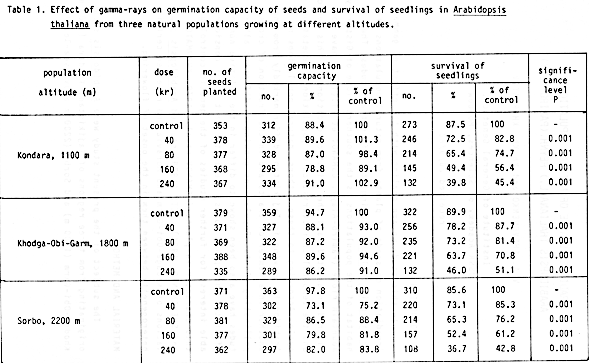 Table 1. Effect of gamma-rays on germination capacity of seeds and survival of seedlings in Arabidopsis
thaliana from three natural populations growing at different altitudes.
population altitude (m) dose (kr) no. of seeds planted germination capacity survival of seedlings signifi-cance level P
no. % % of control no. % % of control
control 353 312 88.4 100 273 87.5 100 -
40 378 339 89.6 101.3 246 72.5 82.8 0.001
Kondara, 1100 m 80 377 328 87.0 98.4 214 65.4 74.7 0.001
160 368 295 78.8 89.1 145 49.4 56.4 0.001
240 367 334 91.0 102.9 132 39.8 45.4 0.001
control 379 359 94.7 100 322 89.9 100 -
40 371 327 88.1 93.0 256 78.2 87.7 0.001
Khodga-Obi-Garm, 1800 m 80 369 322 87.2 92.0 235 73.2 81.4 0.001
160 388 348 89.6 94.6 221 63.7 70.8 0.001
240 335 289 86.2 91.0 132 46.0 51.1 0.001
control 371 363 97.8 100 310 85.6 100 -
40 378 302 73.1 75.2 220 73.1 85.3 0.001
Sorbo, 2200 m 80 381 329 86.5 88.4 214 65.3 76.2 0.001
160 377 301 79.8 81.8 157 52.4 61.2 0.001
240 362 297 82.0 83.8 108 36.7 42.8 0.001